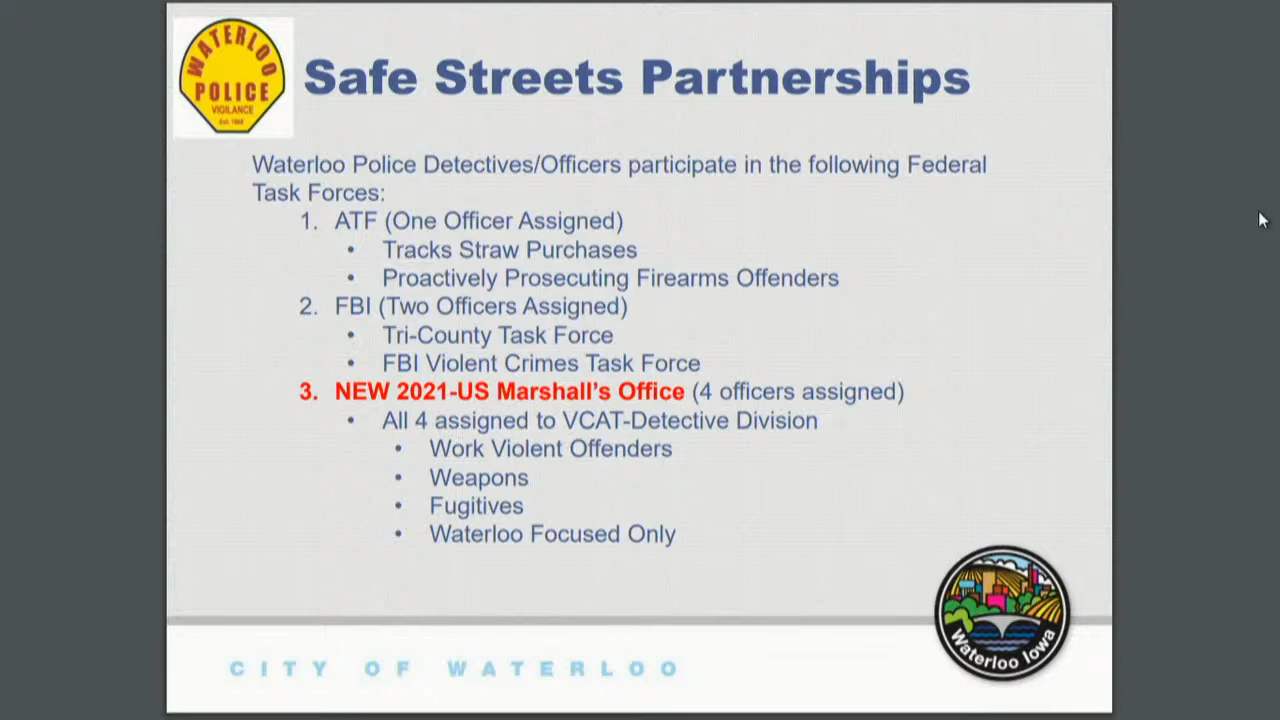 WATERLOO
POLICE
VIGILANCE
Est. 1868
Safe Streets Partnerships
Waterloo Police Detectives/Officers participate in the following Federal
Task Forces:
1. ATF (One Officer Assigned)
• Tracks Straw Purchases
• Proactively Prosecuting Firearms Offenders
2. FBI (Two Officers Assigned)
• Tri-County Task Force
• FBI Violent Crimes Task Force
3. NEW 2021-US Marshall’s Office (4 officers assigned)
• All 4 assigned to VCAT-Detective Division
• Work Violent Offenders
• Weapons
• Fugitives
• Waterloo Focused Only
Waterloo Iowa
CITY OF WATERLOO